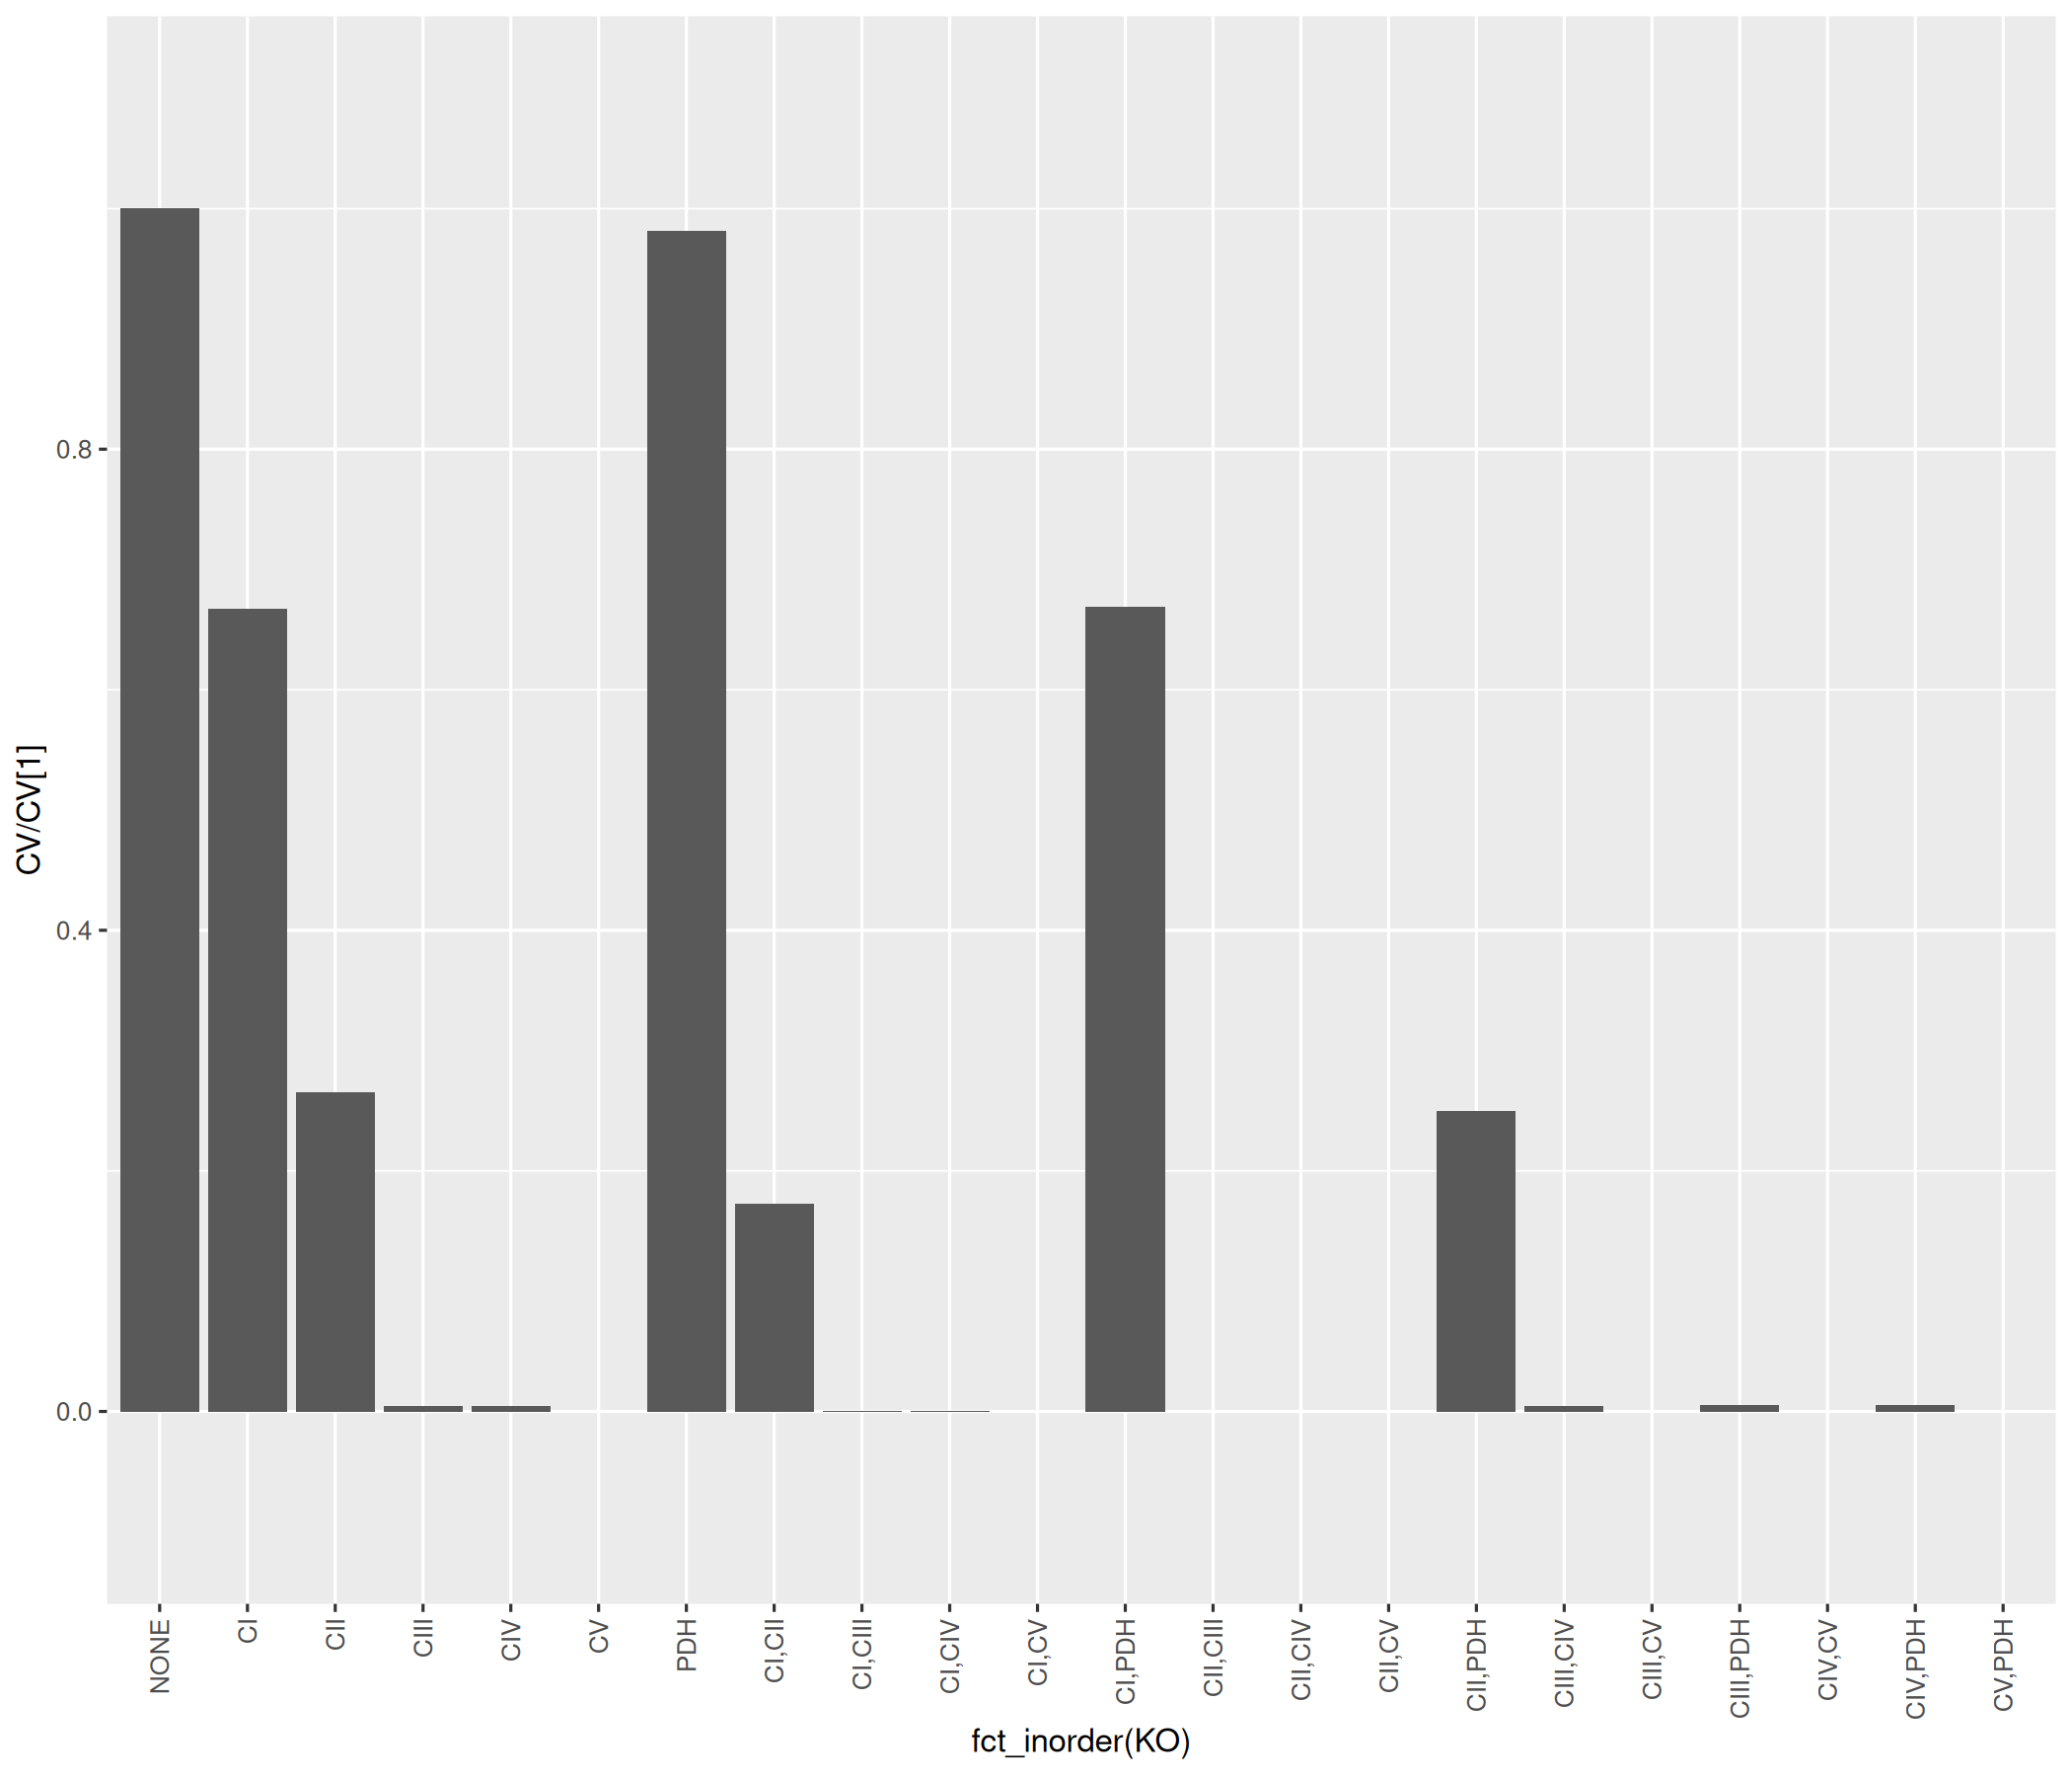 CV/CV[1]
0.8
0.4
0.0
NONE
CI
CII
CIII
CIV
CV
PDH
CI,CII
CI,CIII
CI,CIV
CI,CV
CI,PDH
CII,CIII
CII,CIV
CII,CV
CII,PDH
CIII,CIV
CIII,CV
CIII,PDH
CIV,CV
CIV,PDH
CV,PDH
fct_inorder(KO)